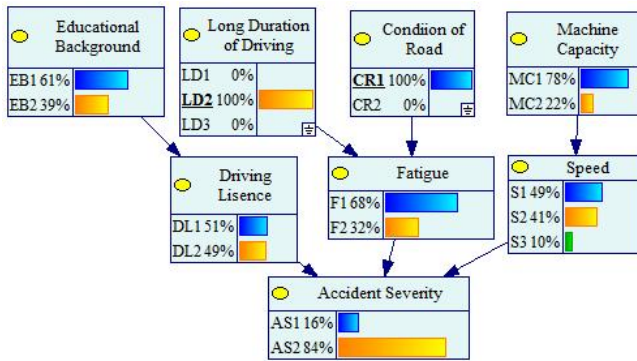 Educational
Background
EB1 61%
EB2 39%
Long Duration
of Driving
LD1 0%
LD2 100%
LD3 0%
Condiion of
Road
CR1 100%
CR2 0%
Machine
Capacity
MC1 78%
MC2 22%
Driving
Lisence
DL1 51%
DL2 49%
Fatigue
F1 68%
F2 32%
Speed
S1 49%
S2 41%
S3 10%
Accident Severity
AS1 16%
AS2 84%